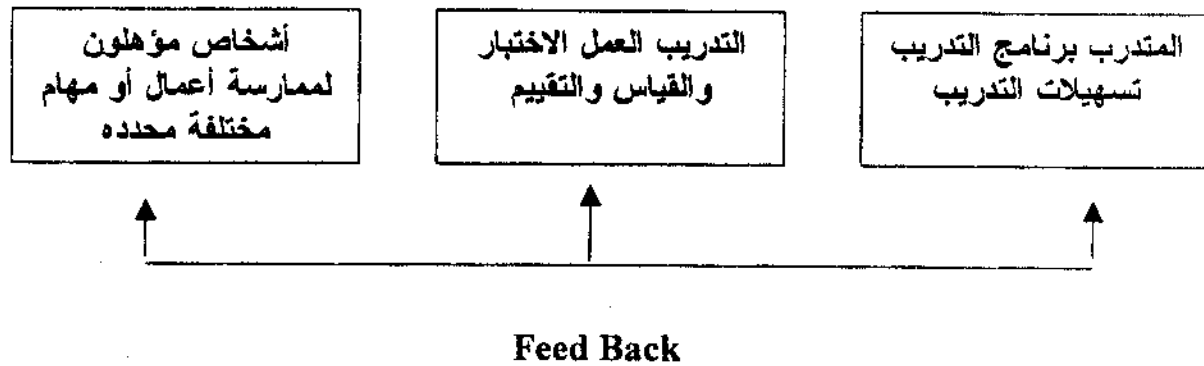 المتدرب برنامج التدريب
تسهيلات التدريب
التدريب العمل الاختبار
والقياس والتقييم
أشخاص مؤهلون
لممارسة أعمال أو مهام
مختلفة محدده
Feed Back